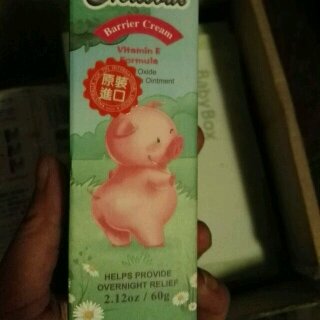 Barrier Cream
Vitamin E
Formula
Oxide
Ointment
原裝
進口
BabyBox
HELPS PROVIDE
OVERNIGHT RELIEF
2.12oz / 60g